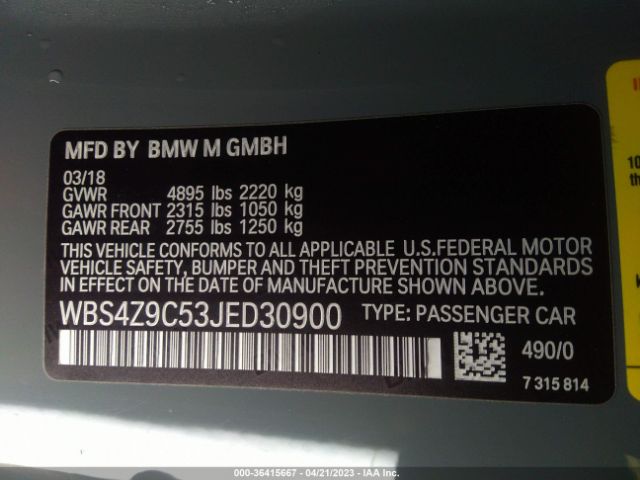 MFD BY BMW M GMBH
03/18
GVWR 4895 lbs 2220 kg
GAWR FRONT 2315 lbs 1050 kg
GAWR REAR 2755 lbs 1250 kg
THIS VEHICLE CONFORMS TO ALL APPLICABLE U.S.FEDERAL MOTOR
VEHICLE SAFETY, BUMPER, AND THEFT PREVENTION STANDARDS
IN EFFECT ON THE DATE OF MANUFACTURE SHOWN ABOVE.
WBS4Z9C53JED30900 TYPE: PASSENGER CAR
490/0
7 315 814
10
th
000-36415667 - 04/21/2023 - IAA Inc.